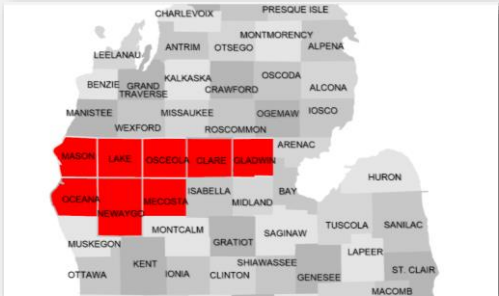 CHARLEVOIX
PRESQUE ISLE
LEELANAU
ANTRIM
OTSEGO
MONTMORENCY
ALPENA
BENZIE
GRAND
TRAVERSE
KALKASKA
CRAWFORD
OSCODA
ALCONA
MANISTEE
WEXFORD
MISSAUKEE
ROSCOMMON
OGEMAW
IOSCO
MASON
LAKE
OSCEOLA
CLARE
GLADWIN
ARENAC
HURON
OCEANA
NEWAYGO
MECOSTA
ISABELLA
MIDLAND
BAY
MUSKEGON
MONTCALM
GRATIOT
SAGINAW
TUSCOLA
SANILAC
OTTAWA
KENT
IONIA
CLINTON
SHIAWASSEE
GENESEE
LAPEER
ST. CLAIR
MACOMB